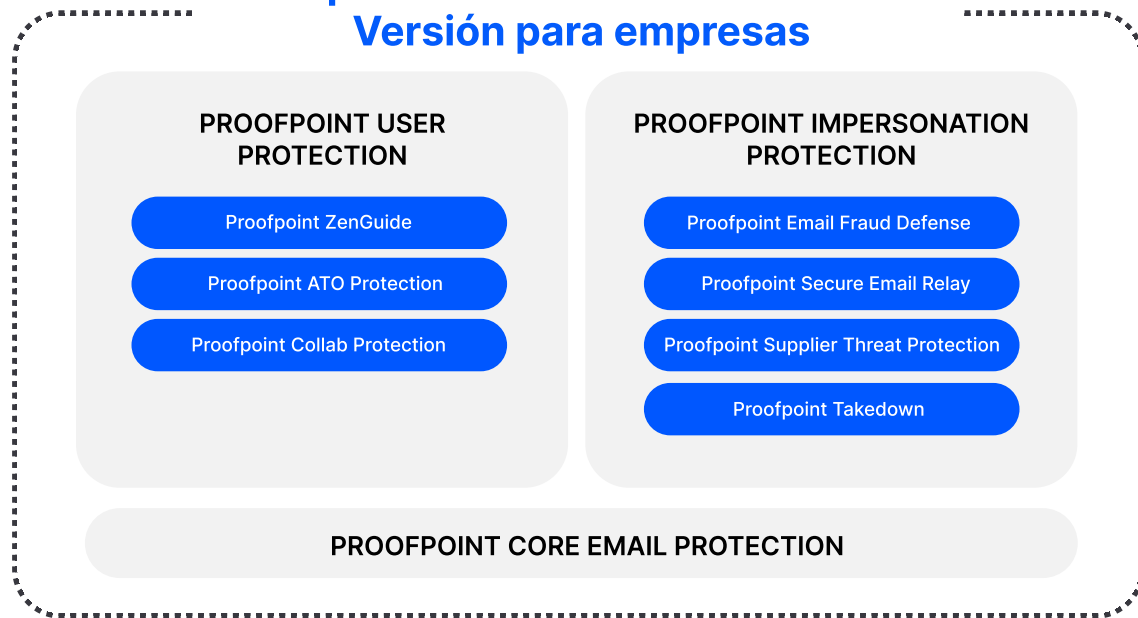 Versión para empresas
PROOFPOINT USER
PROTECTION
Proofpoint ZenGuide
Proofpoint ATO Protection
Proofpoint Collab Protection
PROOFPOINT IMPERSONATION
PROTECTION
Proofpoint Email Fraud Defense
Proofpoint Secure Email Relay
Proofpoint Supplier Threat Protection
Proofpoint Takedown
PROOFPOINT CORE EMAIL PROTECTION